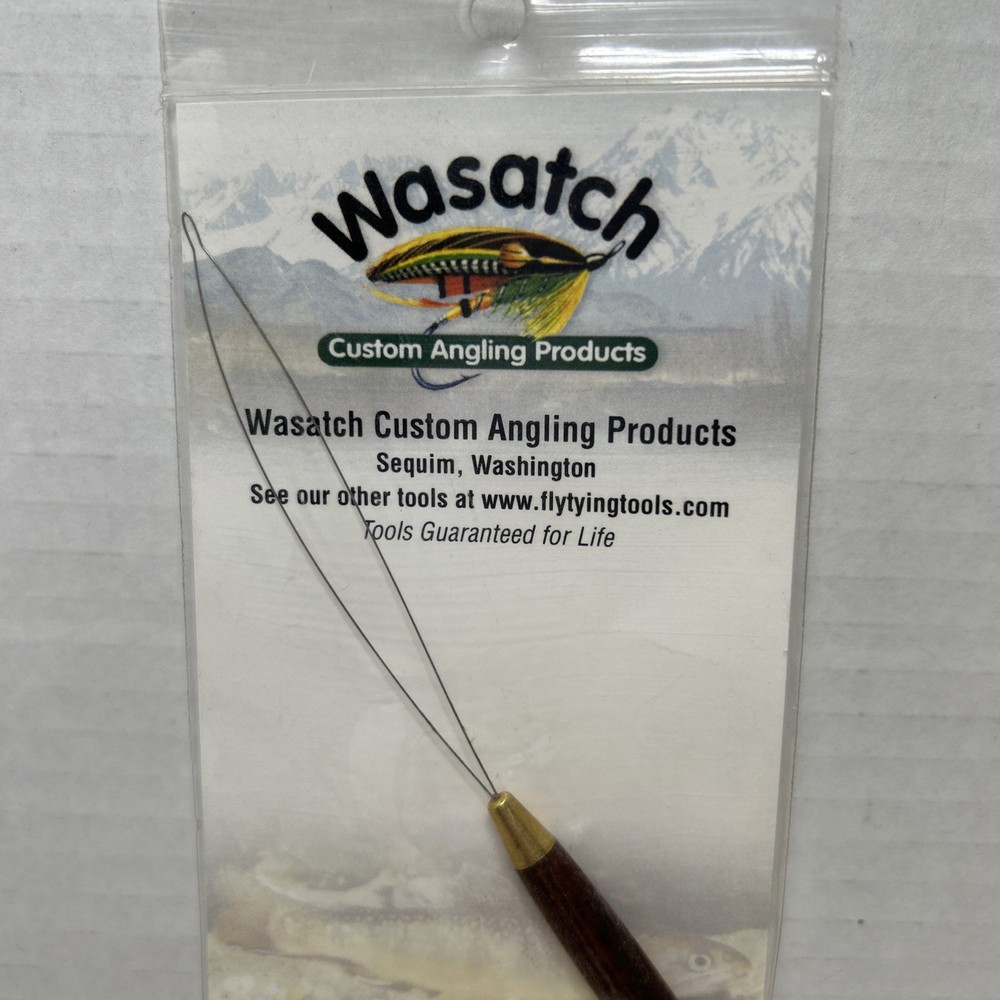 Wasatch
Custom Angling Products
Wasatch Custom Angling Products
Sequim, Washington
See our other tools at www.flytyingtools.com
Tools Guaranteed for Life